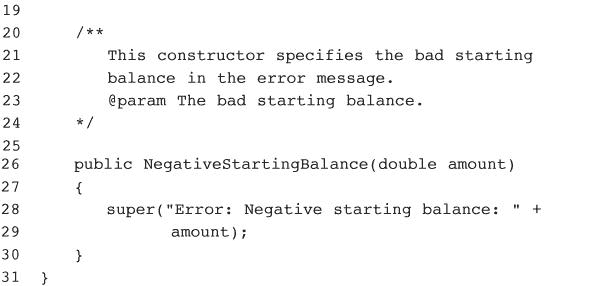 19
20 /**
21 This constructor specifies the bad starting
22 balance in the error message.
23 @param The bad starting balance.
24 */
25
26 public NegativeStartingBalance(double amount)
27 {
28 super("Error: Negative starting balance: " +
29 amount);
30 }
31 }